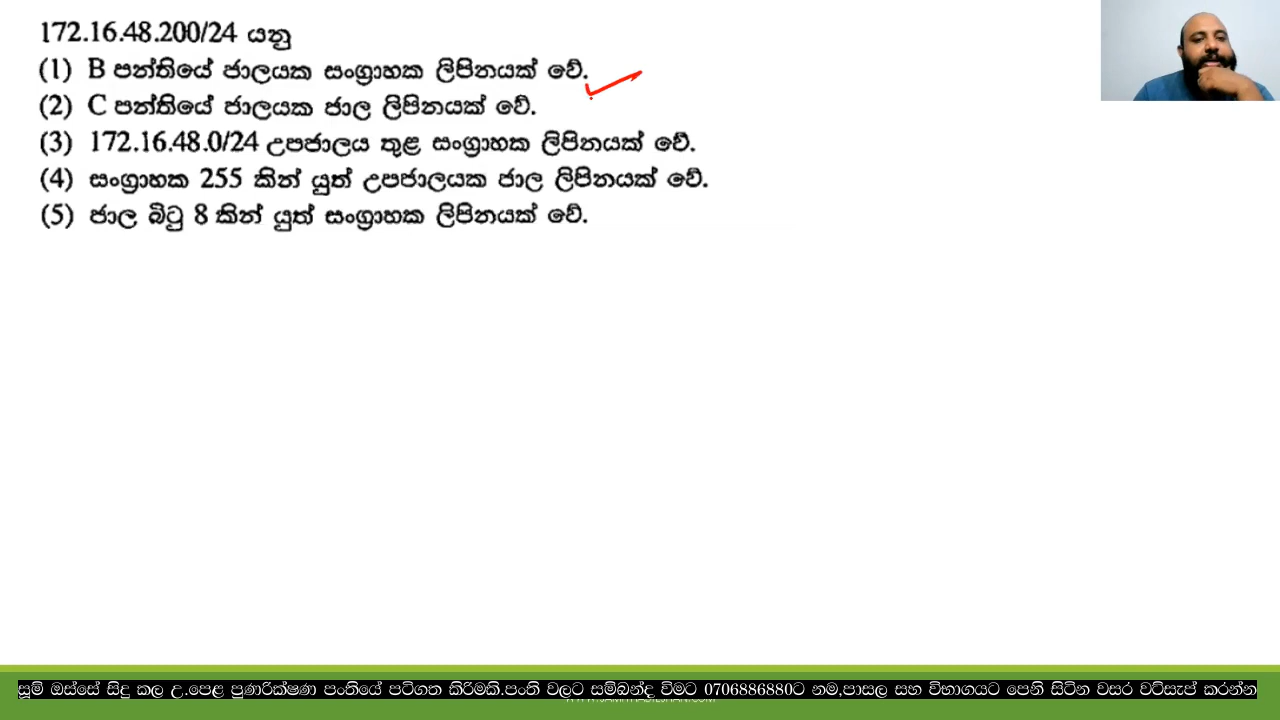 172.16.48.200/24 යනු
(1) B පන්තියේ ජාලයක සංග්‍රාහක ලිපිනයක් වේ.
(2) C පන්තියේ ජාලයක ජාල ලිපිනයක් වේ.
(3) 172.16.48.0/24 උපජාලය තුළ සංග්‍රාහක ලිපිනයක් වේ.
(4) සංග්‍රාහක 255 කින් යුත් උපජාලයක ජාල ලිපිනයක් වේ.
(5) ජාල බිටු 8 කින් යුත් සංග්‍රාහක ලිපිනයක් වේ.
සූම් ඔස්සේ සිදු කල උ.පෙළ පුණරික්ෂණ පංතියේ පටිගත කිරිමකි.පංති වලට සම්බන්ද වීමට 0706886880ට නම,පාසල සහ විභාගයට පෙනි සිටින වසර වට්සැප් කරන්න